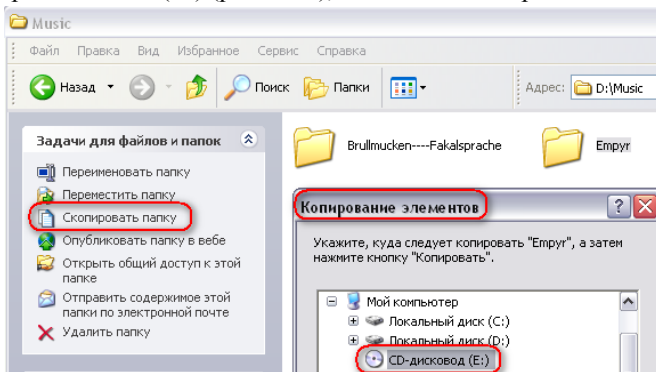 Music
Файл Правка Вид Избранное Сервис Справка
Назад Поиск Папки Адрес: D:\Music
Задачи для файлов и папок
Переименовать папку
Переместить папку
Скопировать папку
Опубликовать папку в вебе
Открыть общий доступ к этой
папке
Отправить содержимое этой
папки по электронной почте
Удалить папку
Brullmucken----Fakalsprache Empyr
Копирование элементов
Укажите, куда следует копировать "Empyr", а затем
нажмите кнопку "Копировать".
Мой компьютер
Локальный диск (C:)
Локальный диск (D:)
CD-дисковод (E:)